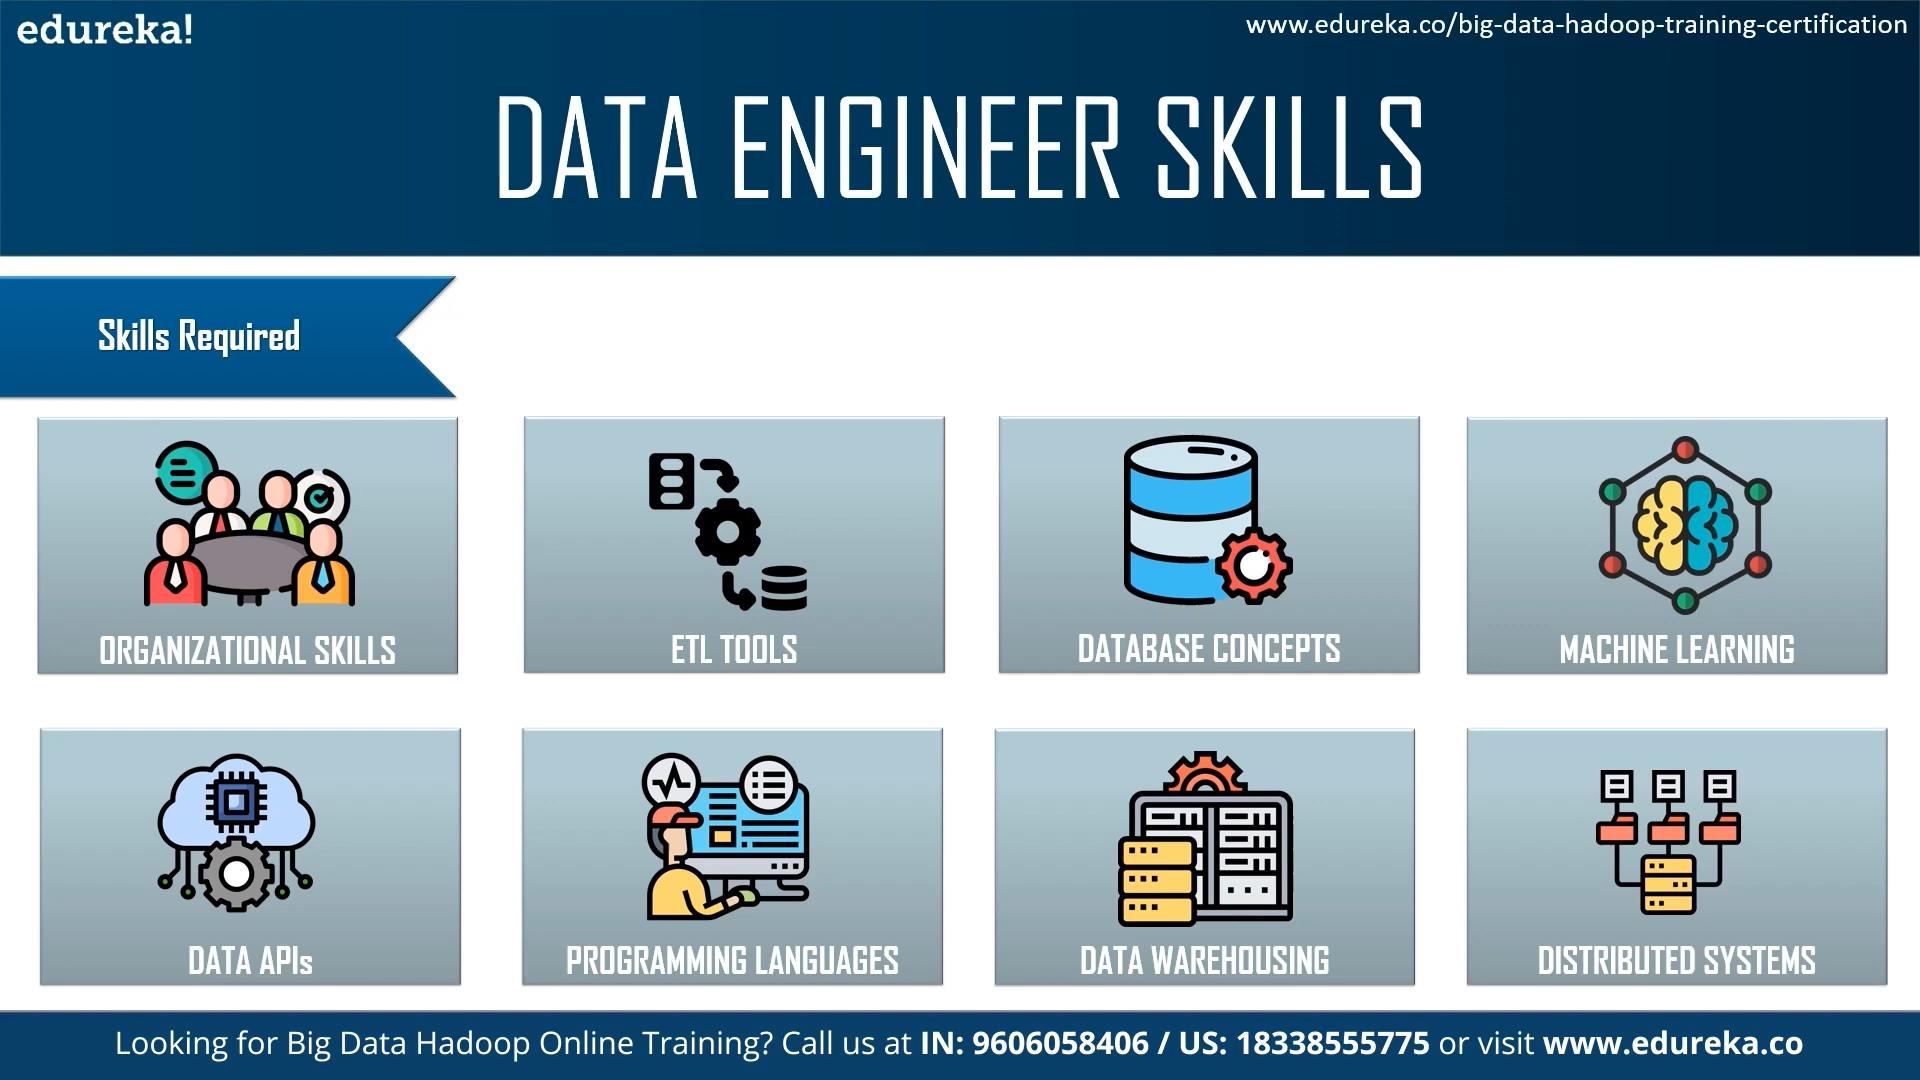 edureka!
www.edureka.co/big-data-hadoop-training-certification
DATA ENGINEER SKILLS
Skills Required
ORGANIZATIONAL SKILLS
ETL TOOLS
DATABASE CONCEPTS
MACHINE LEARNING
DATA APIs
PROGRAMMING LANGUAGES
DATA WAREHOUSING
DISTRIBUTED SYSTEMS
Looking for Big Data Hadoop Online Training? Call us at IN: 9606058406 / US: 18338555775 or visit www.edureka.co